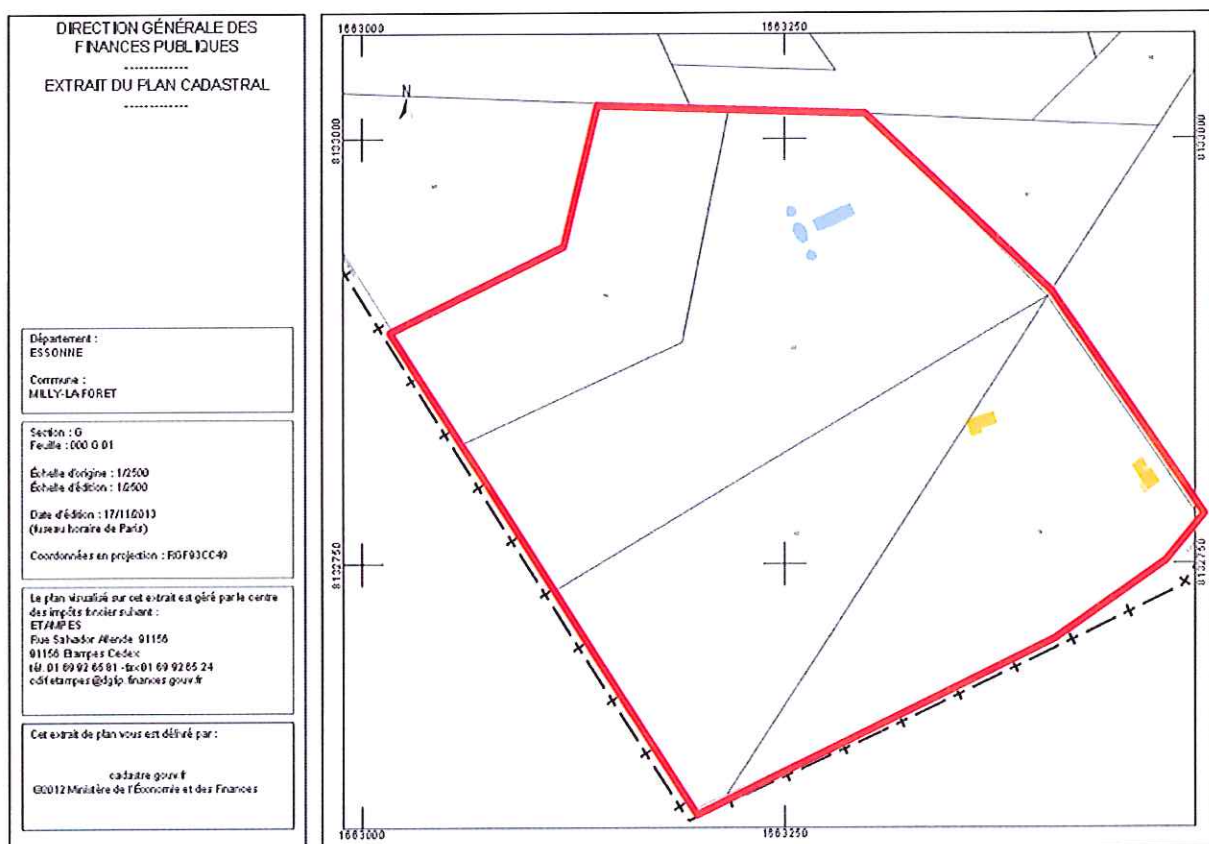 DIRECTION GÉNÉRALE DES
FINANCES PUBLIQUES
-------------
EXTRAIT DU PLAN CADASTRAL
-------------
Département :
ESSONNE
Commune :
MILLY-LA-FORET
Section : G
Feuille : 000 G 01
Échelle d'origine : 1/2500
Échelle d'édition : 1/2500
Date d'édition : 17/11/2013
(fuseau horaire de Paris)
Coordonnées en projection : RGF93CC49
Le plan visualisé sur cet extrait est géré par le centre
des impôts foncier suivant :
ETAMPES
Rue Salvador Allende 91156
91156 Etampes Cedex
tél. 01 69 92 65 81 -fax 01 69 92 65 24
cdif.etampes@dgfip.finances.gouv.fr
Cet extrait de plan vous est délivré par :
cadastre.gouv.fr
©2012 Ministère de l'Économie et des Finances
1663000
1663250
N
8133000
8133000
8132750
8132750
1663000
1663250